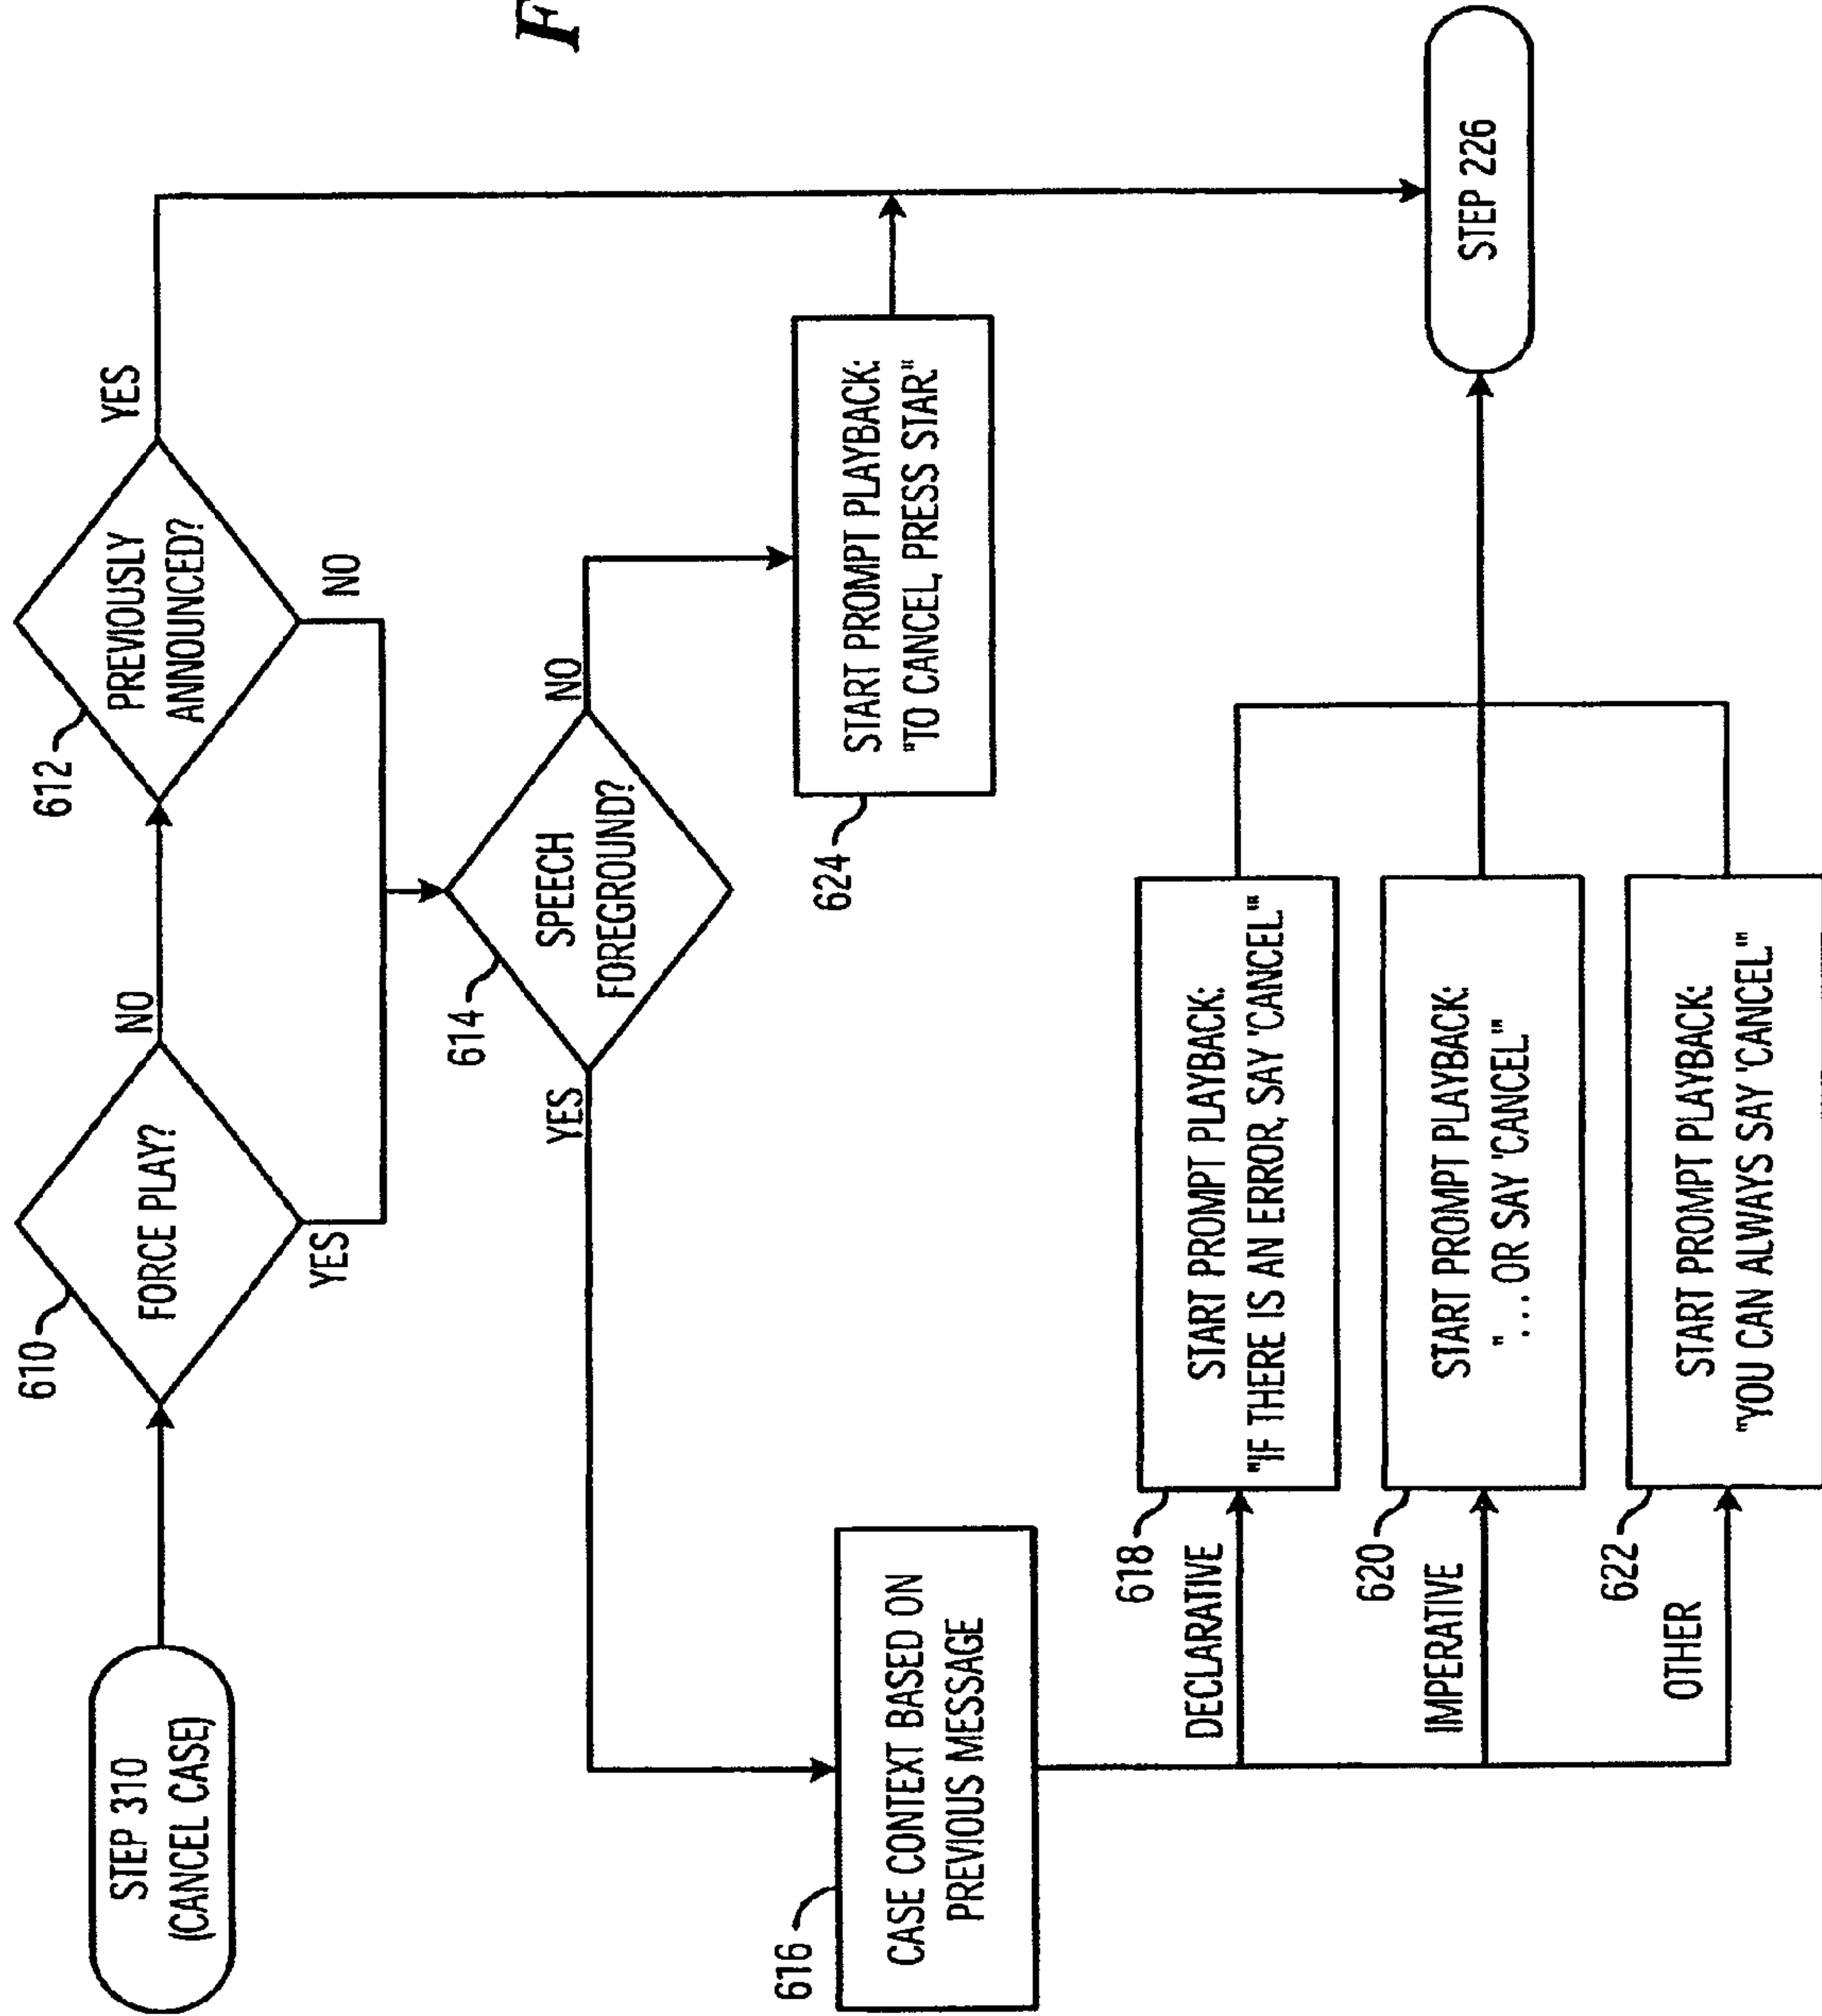 F
STEP 310
(CANCEL CASE)
610
FORCE PLAY?
NO
YES
612
PREVIOUSLY
ANNOUNCED?
YES
NO
614
SPEECH
FOREGROUND?
YES
NO
624
START PROMPT PLAYBACK:
"TO CANCEL, PRESS STAR."
616
CASE CONTEXT BASED ON
PREVIOUS MESSAGE
DECLARATIVE
618
START PROMPT PLAYBACK:
"IF THERE IS AN ERROR, SAY 'CANCEL'"
IMPERATIVE
620
START PROMPT PLAYBACK:
"...OR SAY 'CANCEL'"
OTHER
622
START PROMPT PLAYBACK:
"YOU CAN ALWAYS SAY 'CANCEL'"
STEP 226